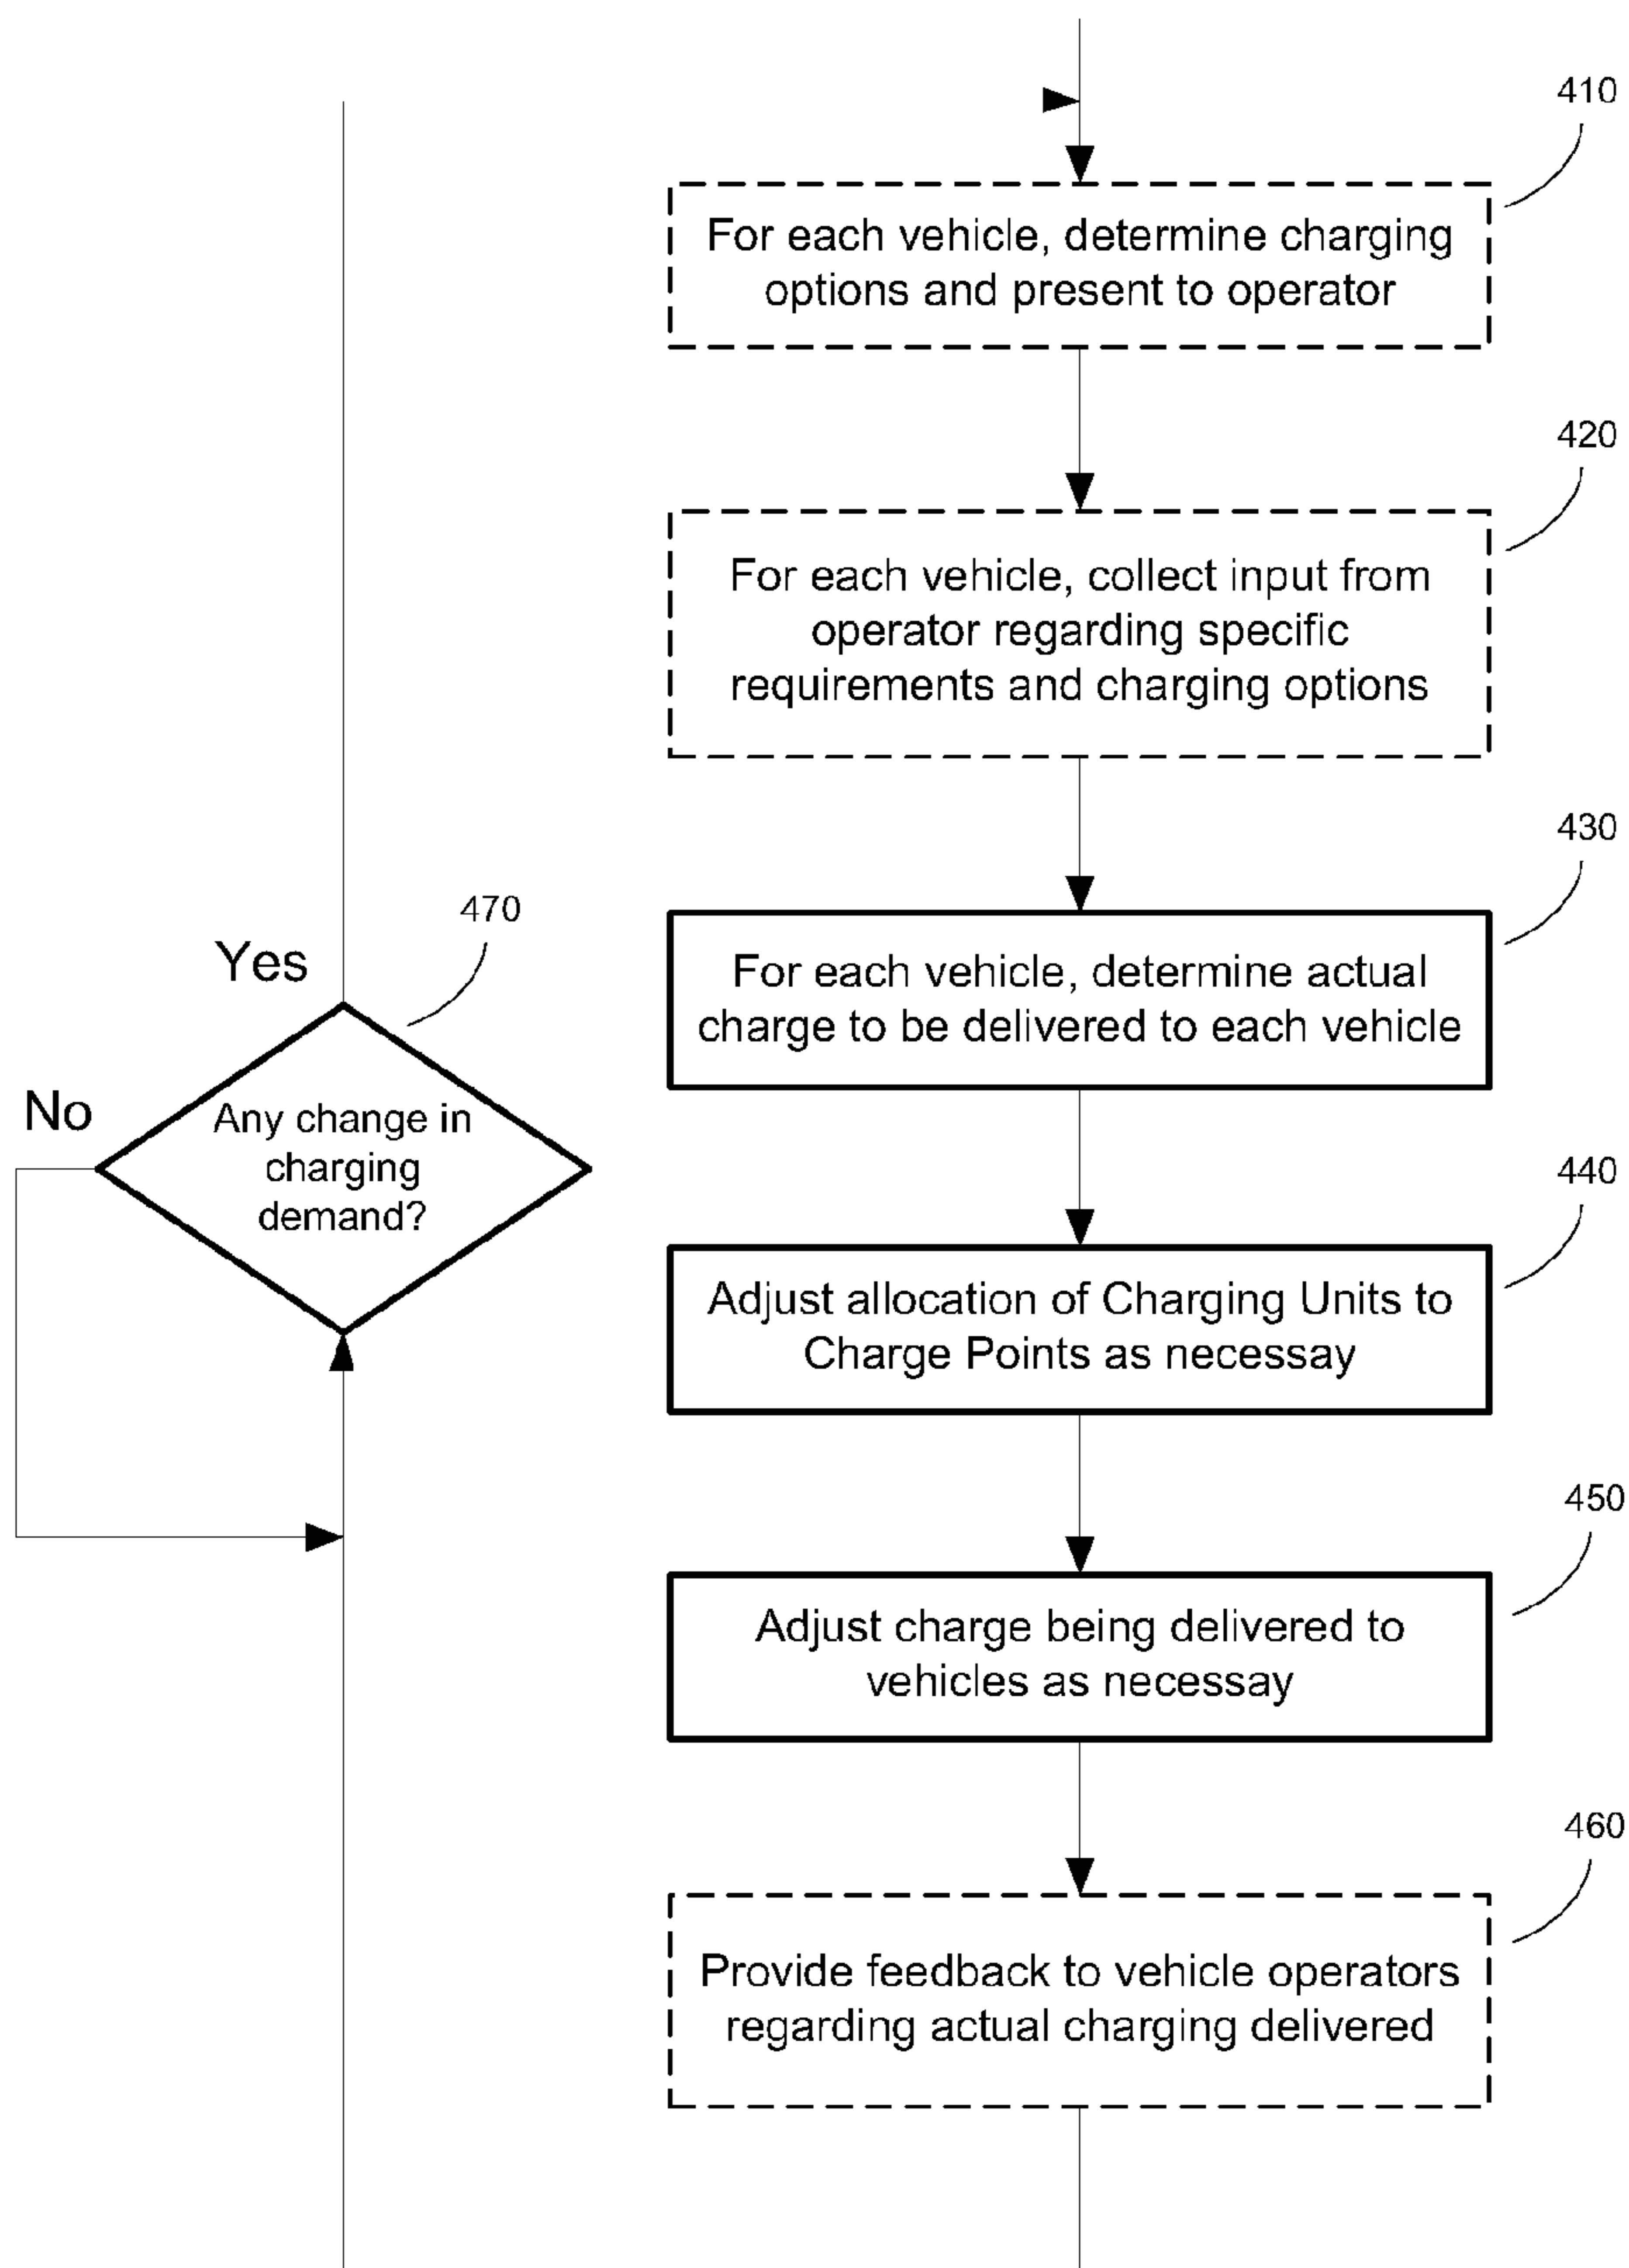 410
For each vehicle, determine charging
options and present to operator
420
For each vehicle, collect input from
operator regarding specific
requirements and charging options
430
For each vehicle, determine actual
charge to be delivered to each vehicle
470
Yes
No
Any change in
charging
demand?
440
Adjust allocation of Charging Units to
Charge Points as necessay
450
Adjust charge being delivered to
vehicles as necessay
460
Provide feedback to vehicle operators
regarding actual charging delivered